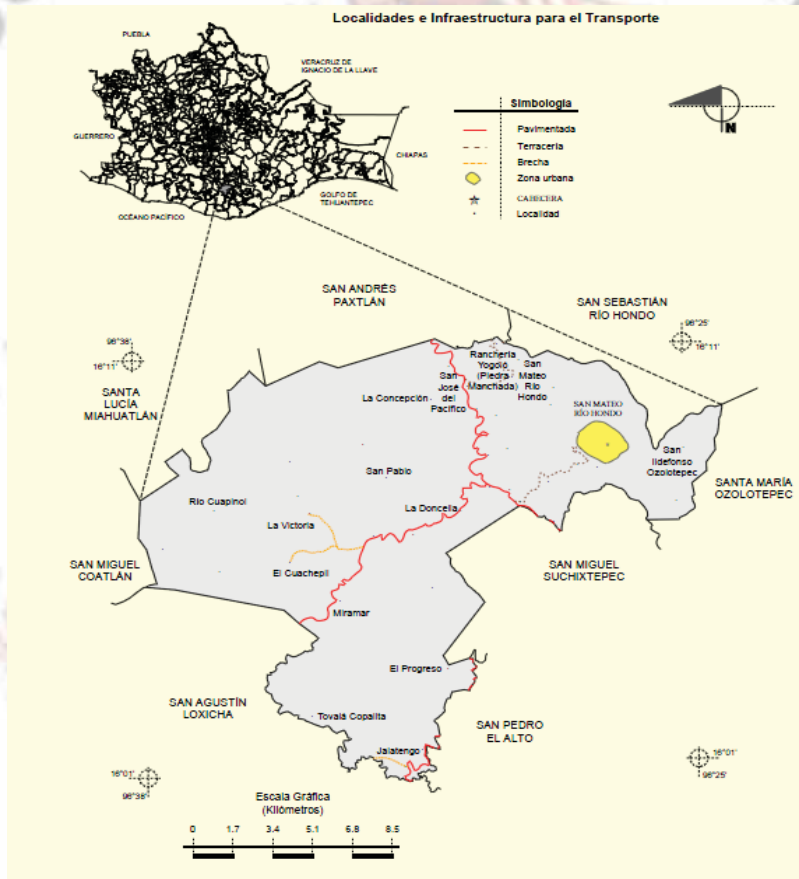 Localidades e Infraestructura para el Transporte
PUEBLA
VERACRUZ DE
IGNACIO DE LA LLAVE
GUERRERO
CHIAPAS
GOLFO DE
TEHUANTEPEC
OCÉANO PACÍFICO
Simbología
Pavimentada
Terracería
Brecha
Zona urbana
CABECERA
Localidad
N
SAN ANDRÉS
PAXTLÁN
SAN SEBASTIÁN
RÍO HONDO
96°38'
16°11'
96°25'
16°11'
SANTA
LUCÍA
MIAHUATLÁN
Ranchería
Yogoló
(Piedra
Manchada)
San
Mateo
Río
Hondo
San
José
del
Pacífico
La Concepción
SAN MATEO
RÍO HONDO
San
Ildefonso
Ozolotepec
San Pablo
SANTA MARÍA
OZOLOTEPEC
Río Cuapinol
La Doncella
La Victoria
SAN MIGUEL
COATLÁN
El Cuachepil
SAN MIGUEL
SUCHIXTEPEC
Miramar
El Progreso
SAN AGUSTÍN
LOXICHA
Tovalá Copalita
SAN PEDRO
EL ALTO
Jalatengo
16°01'
96°38'
16°01'
96°25'
Escala Gráfica
(Kilómetros)
0 1.7 3.4 5.1 6.8 8.5